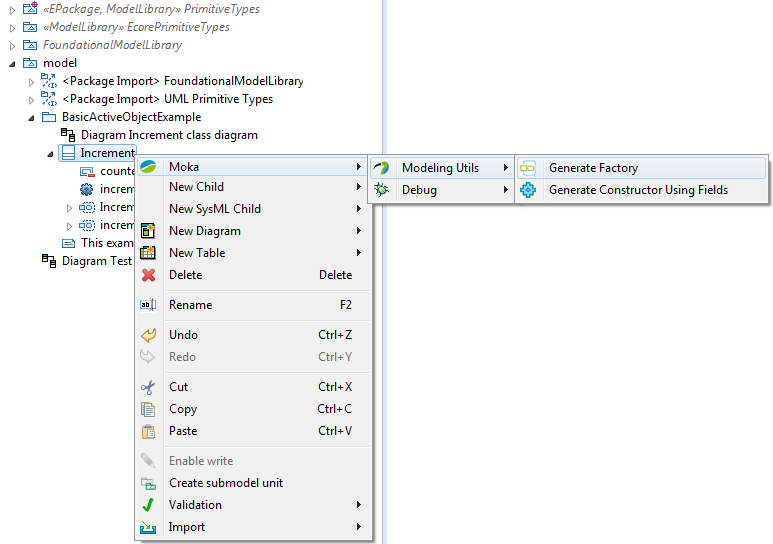 «EPackage, ModelLibrary» PrimitiveTypes
«ModelLibrary» EcorePrimitiveTypes
FoundationalModelLibrary
model
<Package Import> FoundationalModelLibrary
<Package Import> UML Primitive Types
BasicActiveObjectExample
Diagram Increment class diagram
Increment
counte
increm
Increm
increm
This exam
Diagram Test
Moka
New Child
New SysML Child
New Diagram
New Table
Delete Delete
Rename F2
Undo Ctrl+Z
Redo Ctrl+Y
Cut Ctrl+X
Copy Ctrl+C
Paste Ctrl+V
Enable write
Create submodel unit
Validation
Import
Modeling Utils
Debug
Generate Factory
Generate Constructor Using Fields